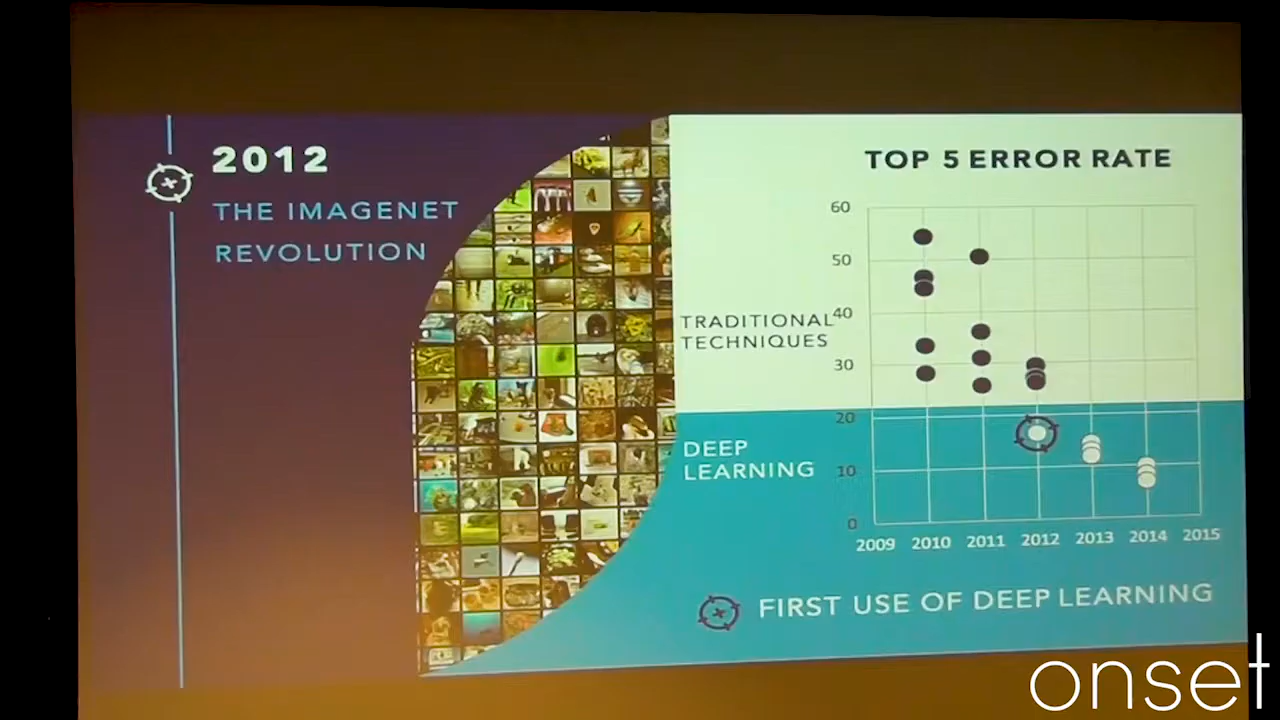 2012
THE IMAGENET
REVOLUTION
TOP 5 ERROR RATE
60
50
40
30
20
10
0
TRADITIONAL
TECHNIQUES
DEEP
LEARNING
2009 2010 2011 2012 2013 2014 2015
FIRST USE OF DEEP LEARNING
onset